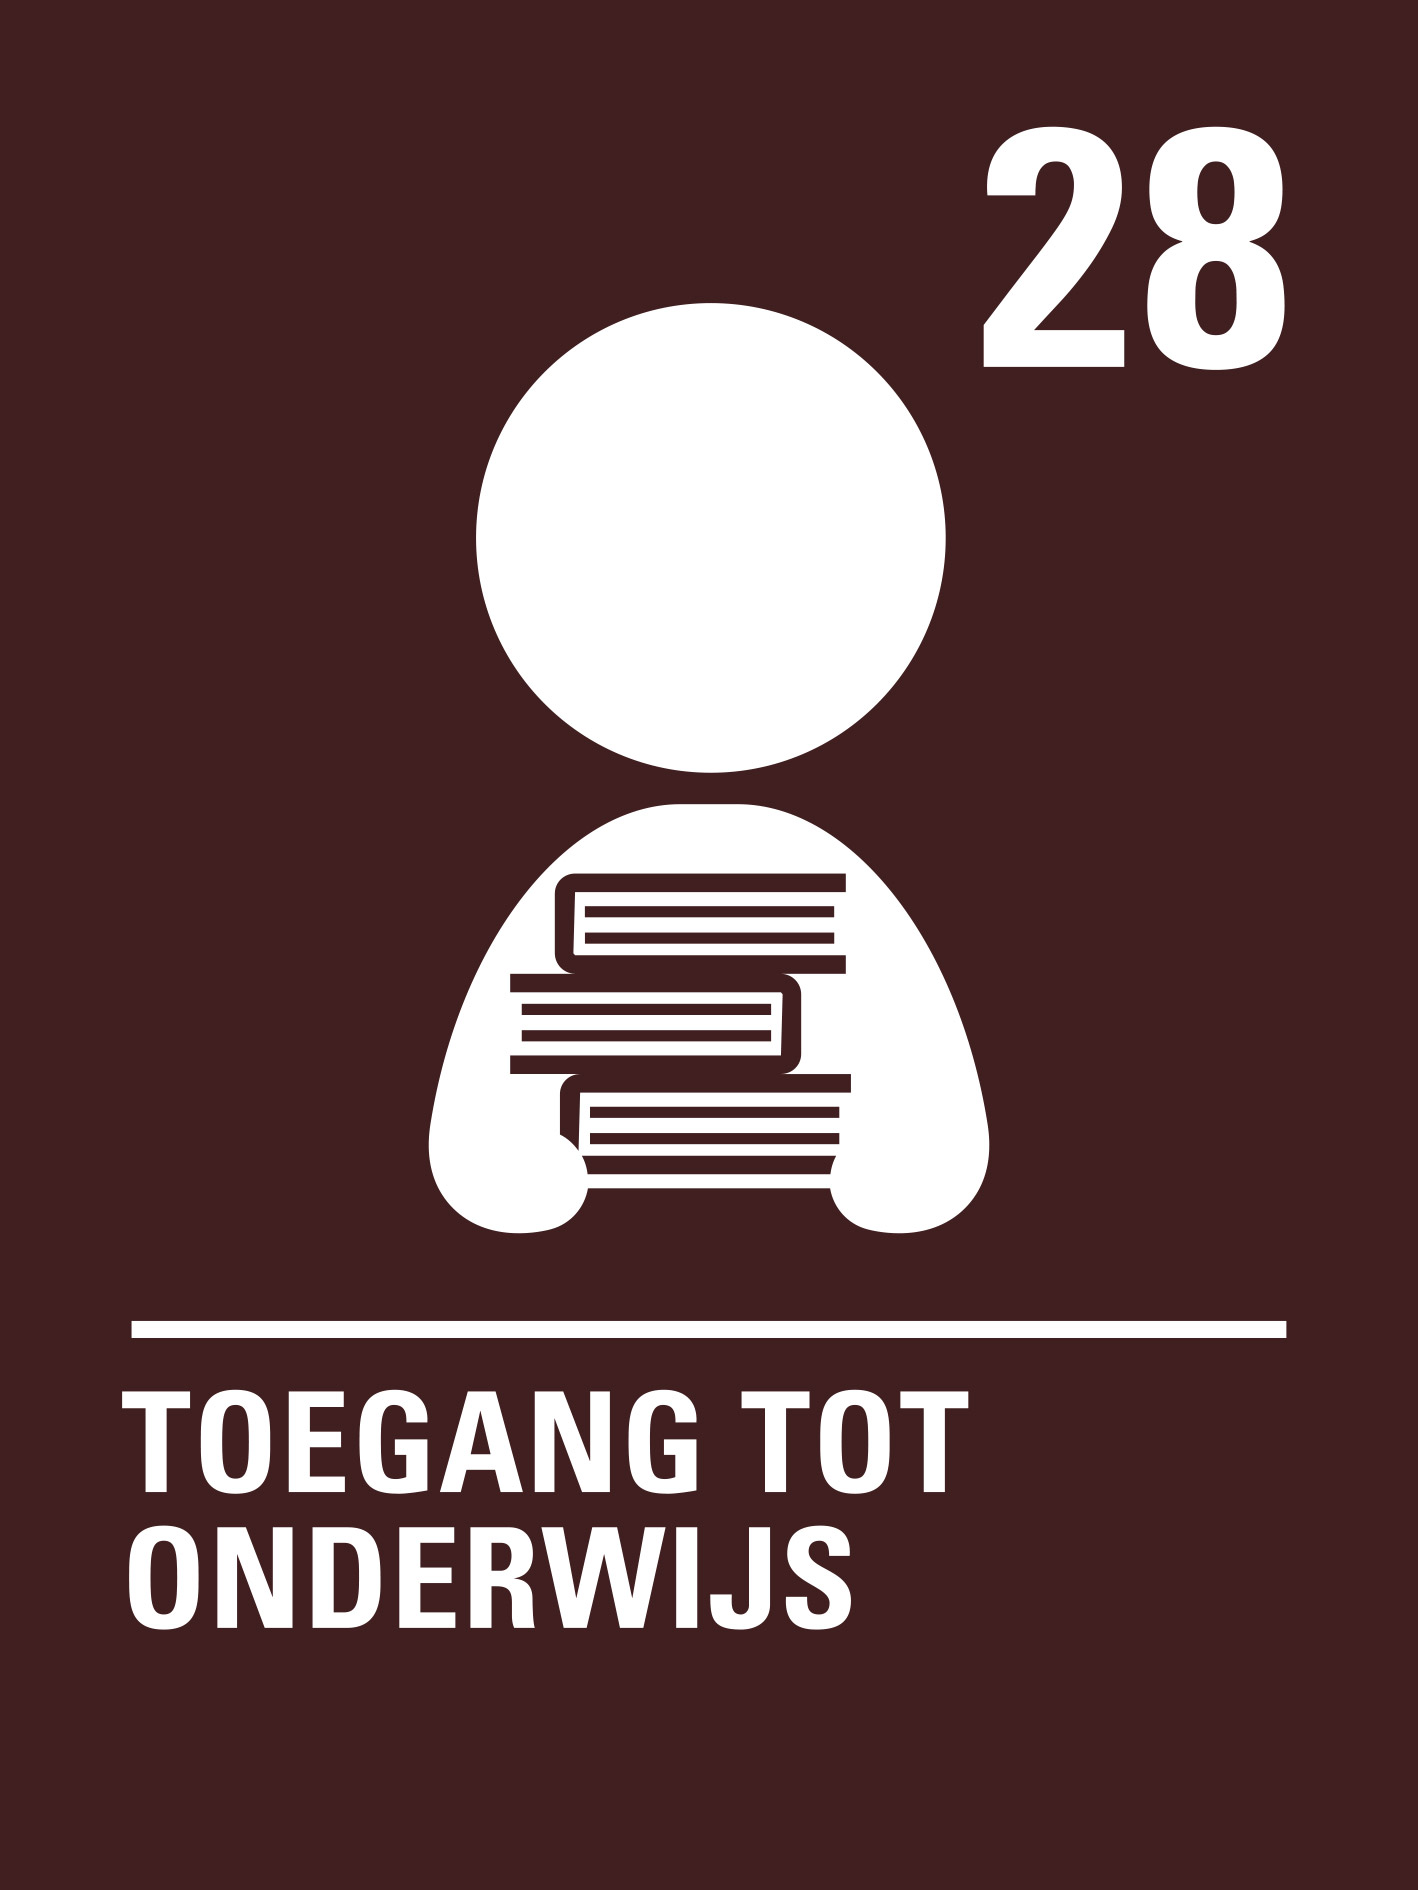 28
TOEGANG TOT
ONDERWIJS